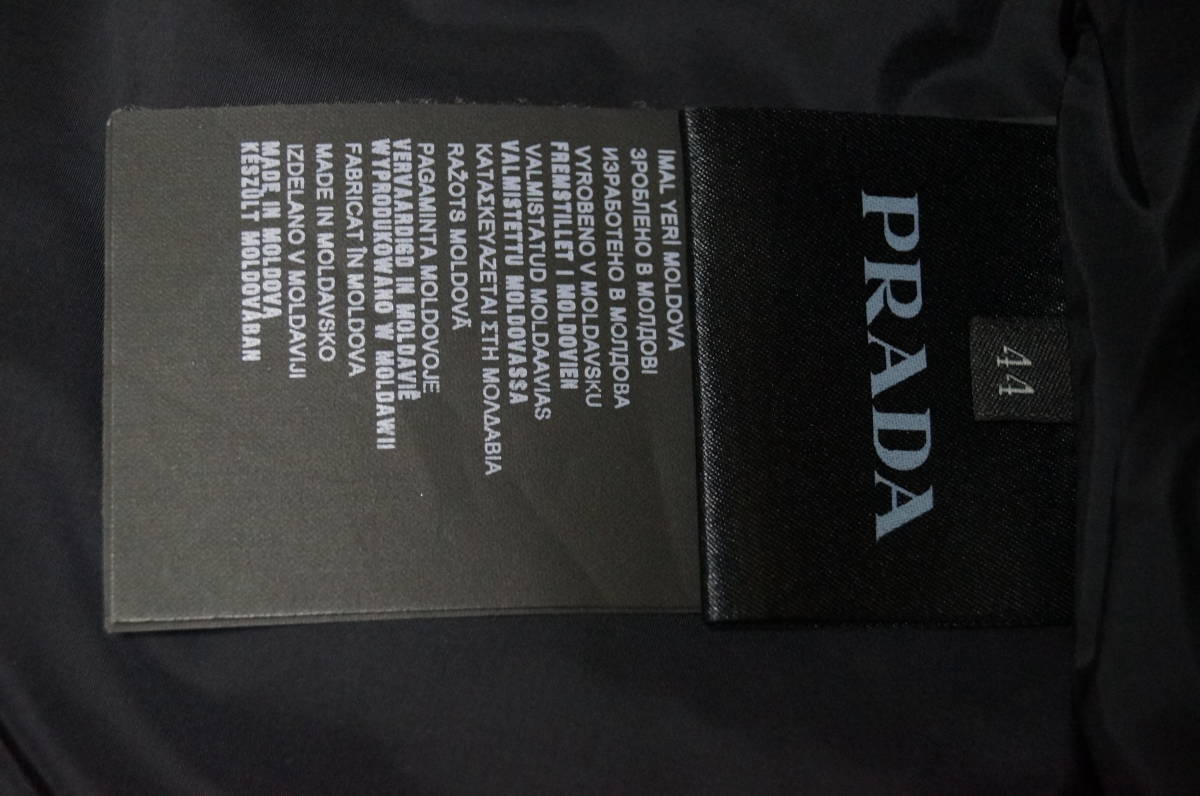 44
PRADA
IMAL YERI MOLDOVA
ЗРОБЛЕНО В МОЛДОВІ
ИЗРАБОТЕНО В МОЛДОВА
VYROBENO V MOLDAVSKU
FREMSTILLET I MOLDOVIEN
VALMISTATUD MOLDAAVIAS
VALMISTETTU MOLDOVASSA
ΚΑΤΑΣΚΕΥΑΖΕΤΑΙ ΣΤΗ ΜΟΛΔΑΒΙΑ
RAŽOTS MOLDOVĀ
PAGAMINTA MOLDOVOJE
VERVAARDIGD IN MOLDAVIË
WYPRODUKOWANO W MOLDAWII
FABRICAT ÎN MOLDOVA
MADE IN MOLDAVSKO
IZDELANO V MOLDAVIJI
MADE IN MOLDOVA
KÉSZÜLT MOLDOVÁBAN